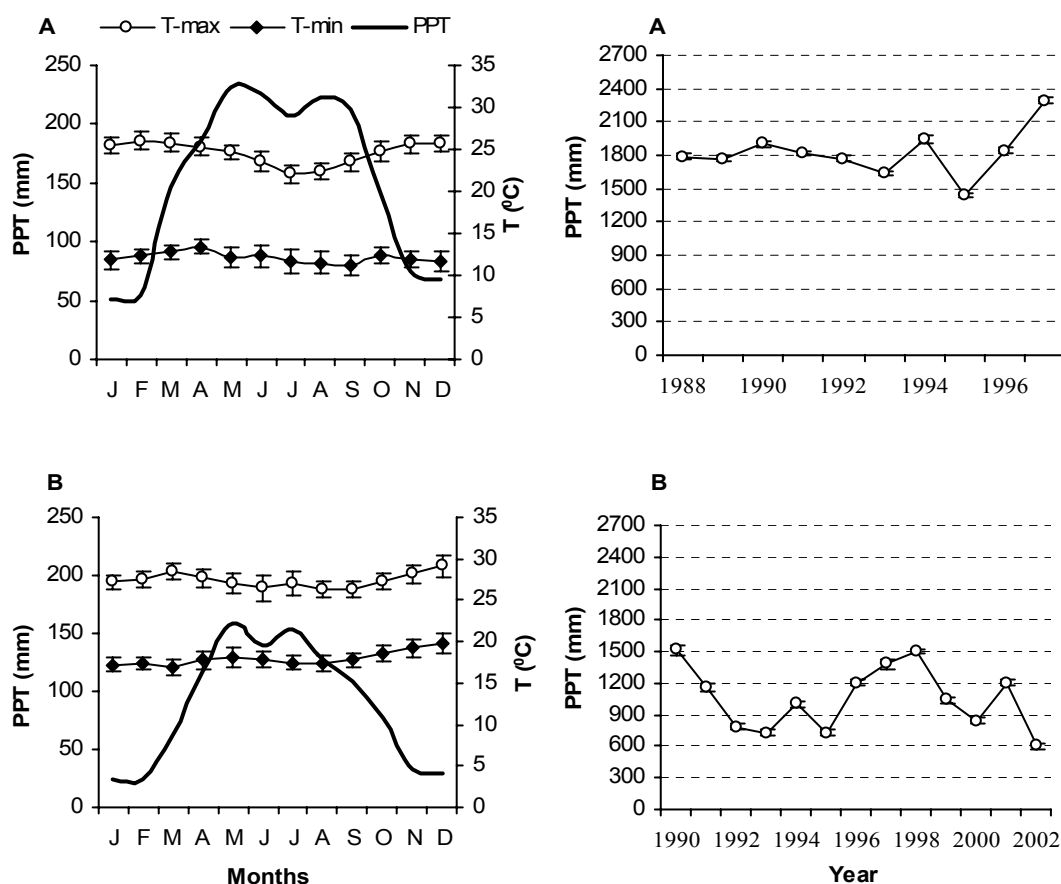 A
T-max T-min PPT
PPT (mm)
250
200
150
100
50
0
T (⁰C)
35
30
25
20
15
10
5
0
J F M A M J J A S O N D
A
PPT (mm)
2700
2400
2100
1800
1500
1200
900
600
300
0
1988 1990 1992 1994 1996
B
PPT (mm)
250
200
150
100
50
0
T (⁰C)
35
30
25
20
15
10
5
0
J F M A M J J A S O N D
Months
B
PPT (mm)
2700
2400
2100
1800
1500
1200
900
600
300
0
1990 1992 1994 1996 1998 2000 2002
Year